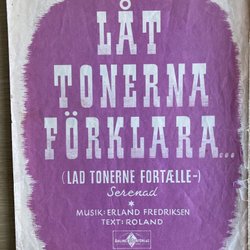 LÅT
TONERNA
FÖRKLARA...
(LAD TONERNE FORTÆLLE-)
Serenad
MUSIK: ERLAND FREDRIKSEN
TEXT: ROLAND